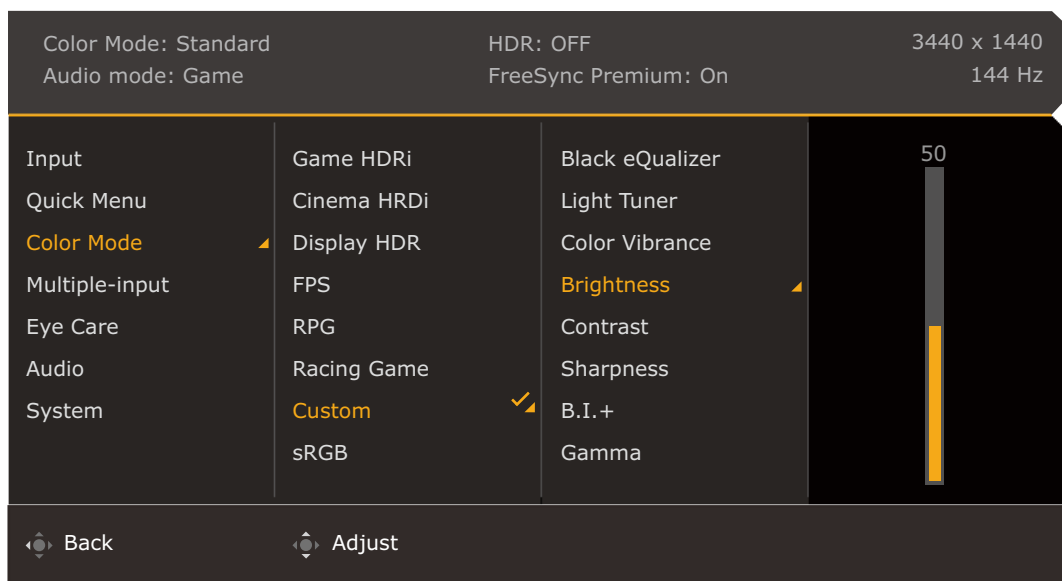 Color Mode: Standard
Audio mode: Game
HDR: OFF
FreeSync Premium: On
3440 x 1440
144 Hz
Input
Quick Menu
Color Mode
Multiple-input
Eye Care
Audio
System
Game HDRi
Cinema HRDi
Display HDR
FPS
RPG
Racing Game
Custom
sRGB
Black eQualizer
Light Tuner
Color Vibrance
Brightness
Contrast
Sharpness
B.I.+
Gamma
50
Back
Adjust